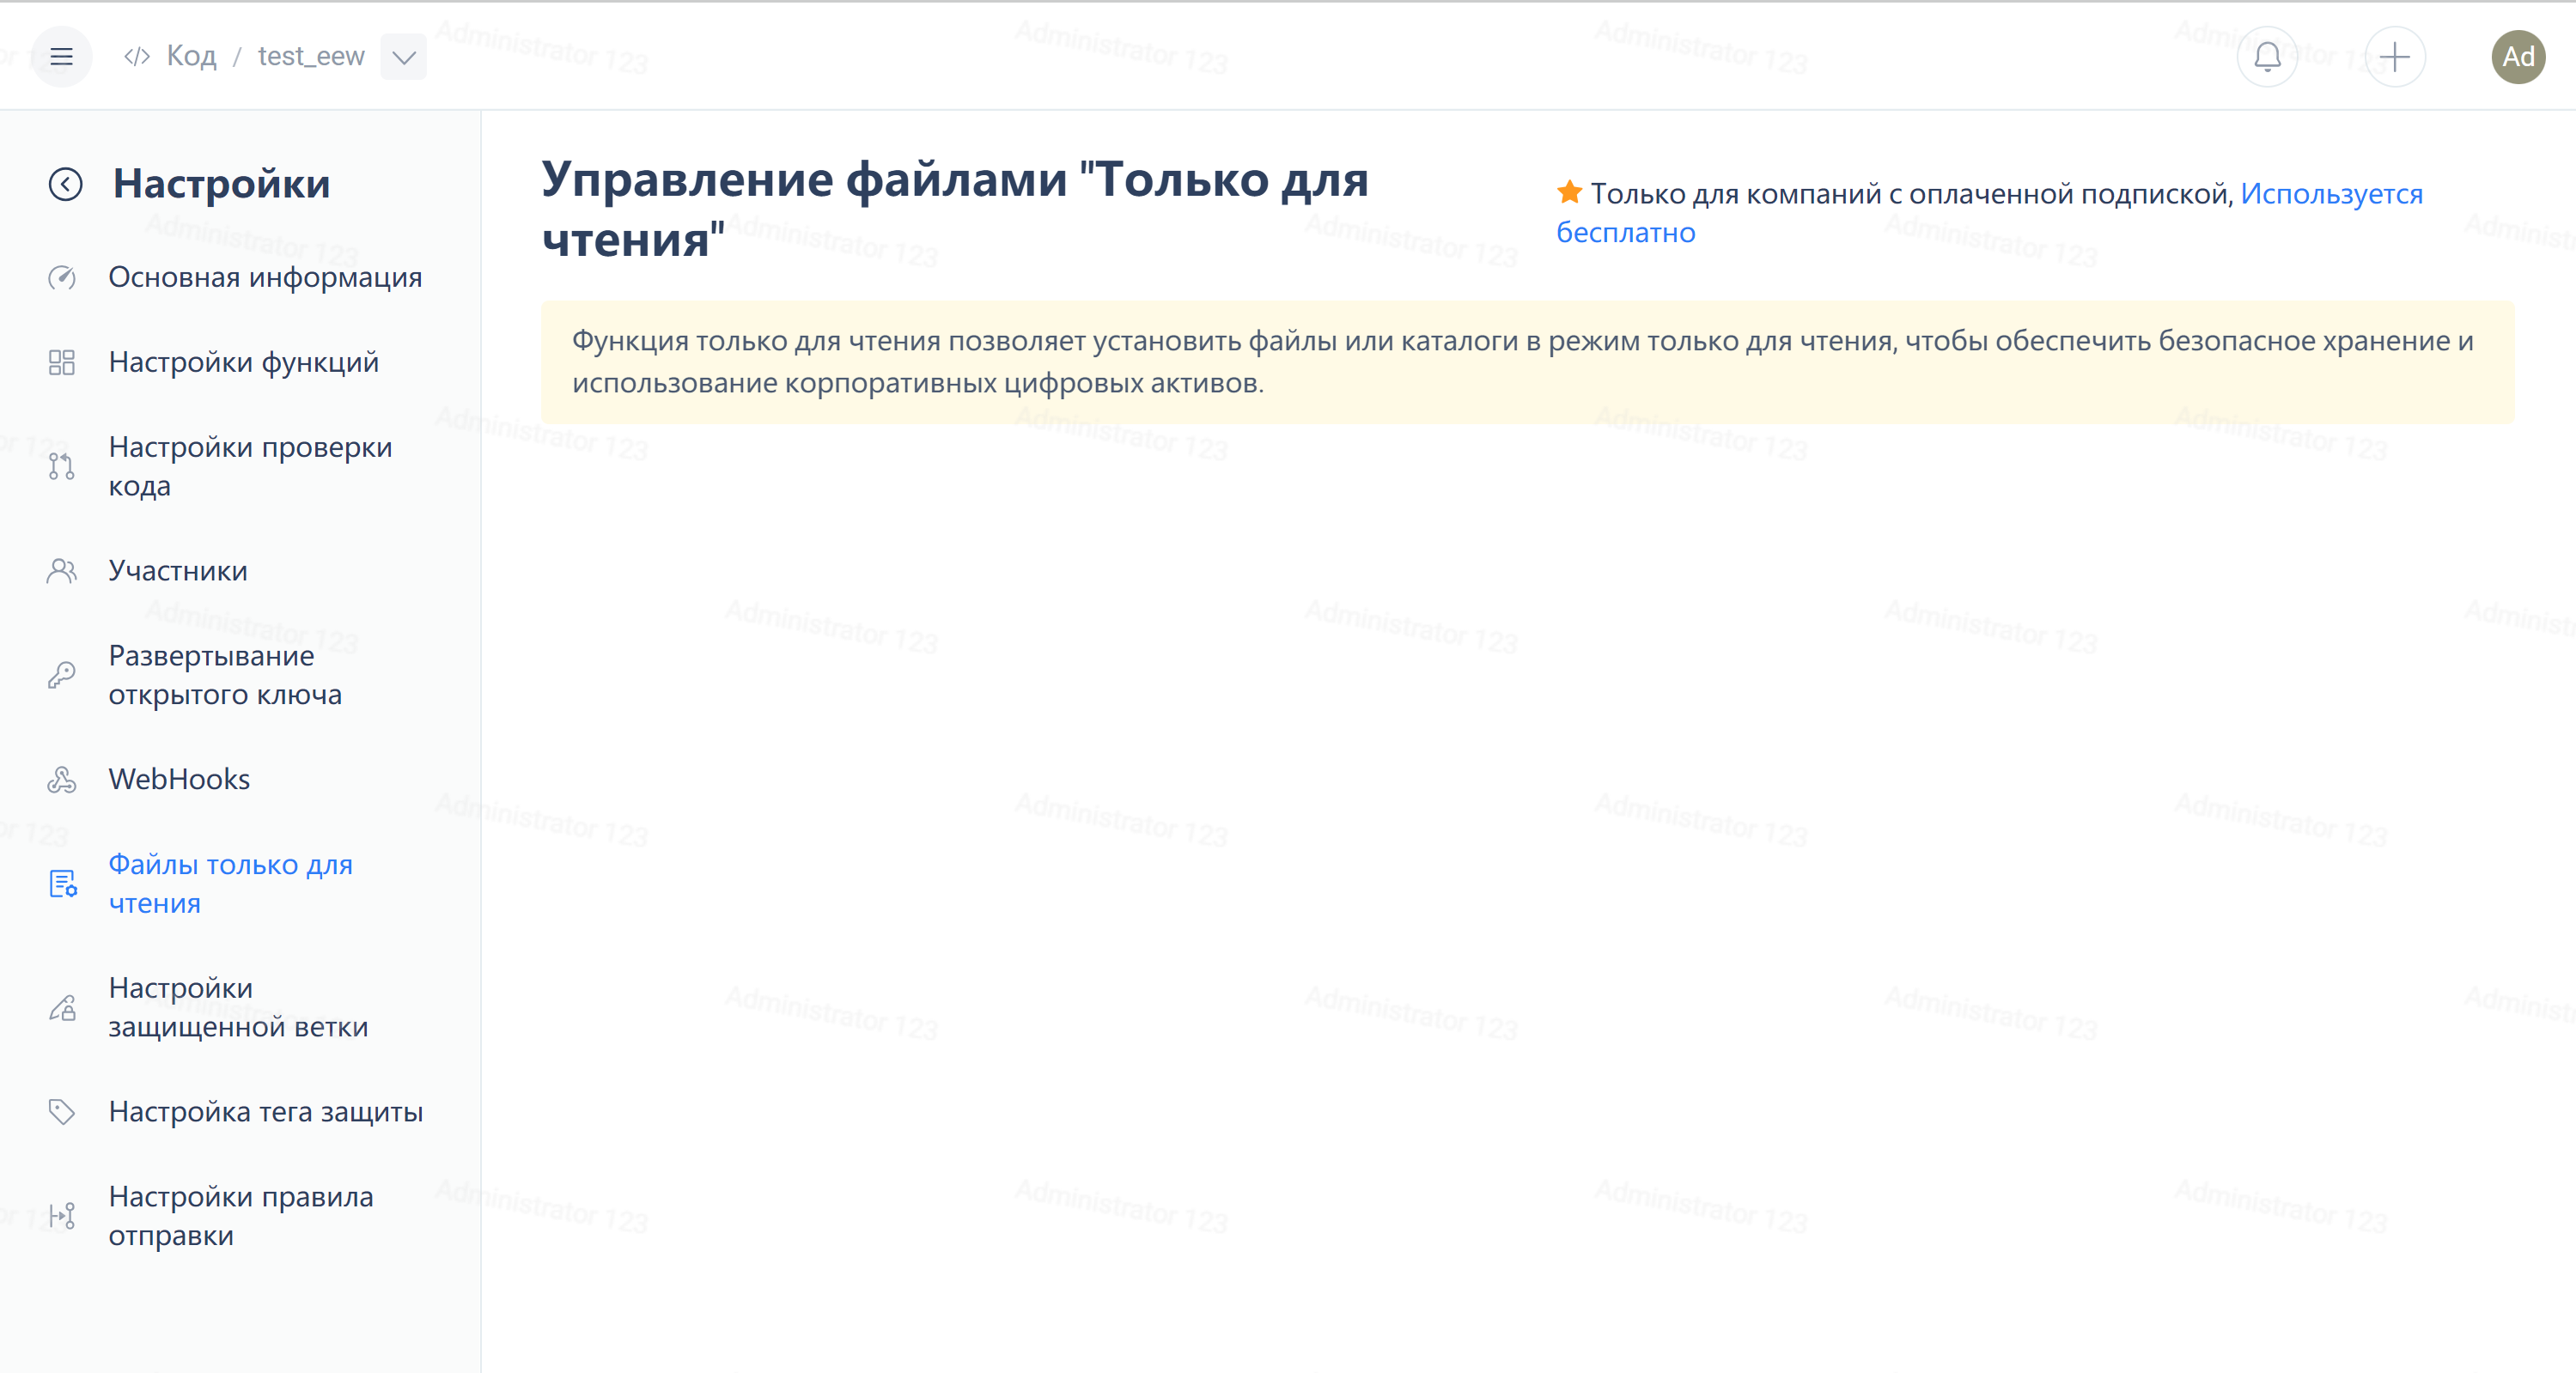 Код / test_eew
Ad
Настройки
Основная информация
Настройки функций
Настройки проверки
кода
Участники
Развертывание
открытого ключа
WebHooks
Файлы только для
чтения
Настройки
защищенной ветки
Настройка тега защиты
Настройки правила
отправки
Управление файлами "Только для
чтения"
Только для компаний с оплаченной подпиской, Используется
бесплатно
Функция только для чтения позволяет установить файлы или каталоги в режим только для чтения, чтобы обеспечить безопасное хранение и
использование корпоративных цифровых активов.
Administrator 123